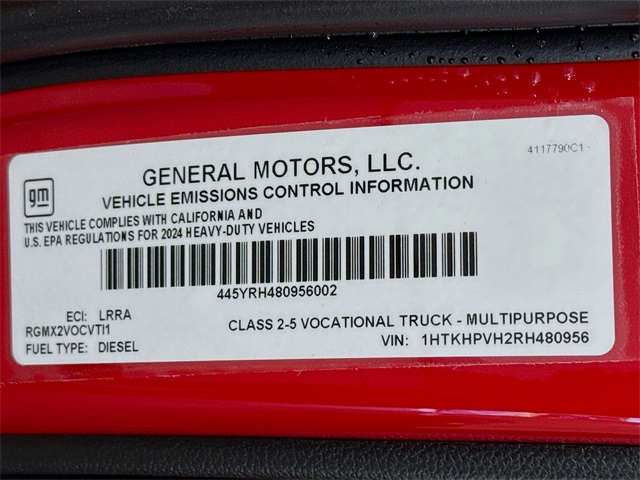 4117790C1
GENERAL MOTORS, LLC.
gm
VEHICLE EMISSIONS CONTROL INFORMATION
THIS VEHICLE COMPLIES WITH CALIFORNIA AND
U.S. EPA REGULATIONS FOR 2024 HEAVY-DUTY VEHICLES
445YRH480956002
ECI: LRRA
RGMX2VOCVTI1
CLASS 2-5 VOCATIONAL TRUCK - MULTIPURPOSE
FUEL TYPE: DIESEL
VIN: 1HTKHPVH2RH480956